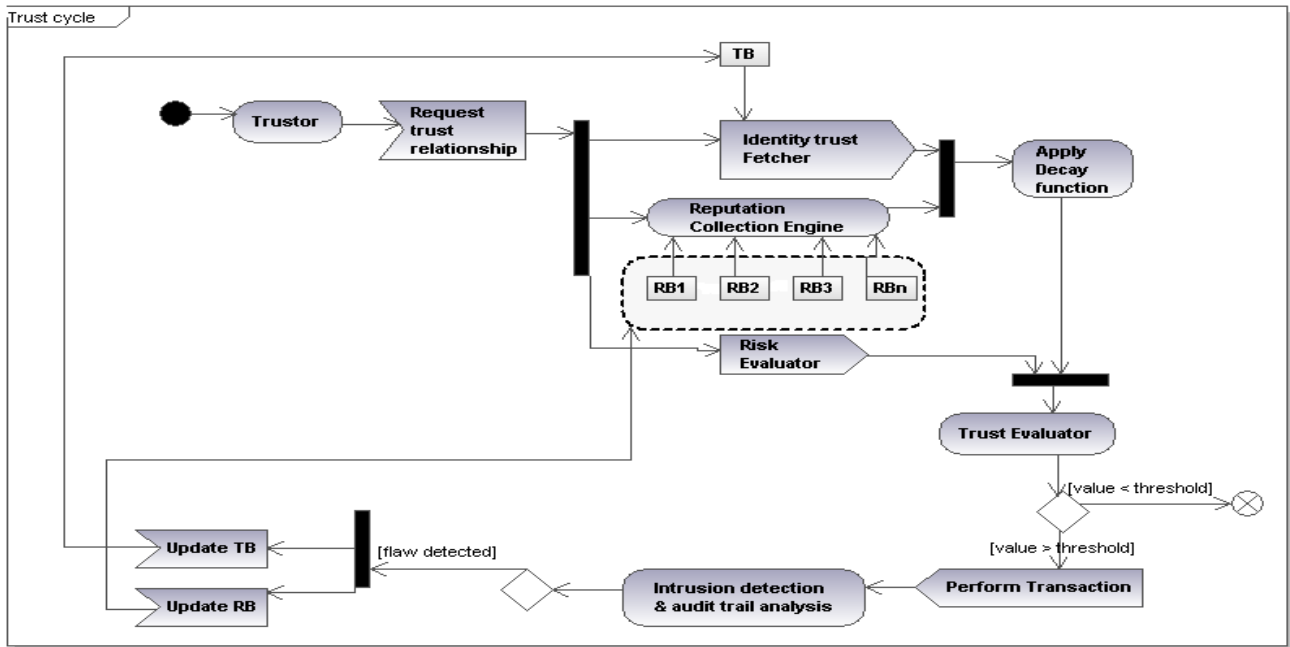 Trust cycle
TB
Trustor
Request
trust
relationship
Identity trust
Fetcher
Apply
Decay
function
Reputation
Collection Engine
RB1
RB2
RB3
RBn
Risk
Evaluator
Trust Evaluator
[value < threshold]
[value > threshold]
Perform Transaction
Intrusion detection
& audit trail analysis
[flaw detected]
Update TB
Update RB